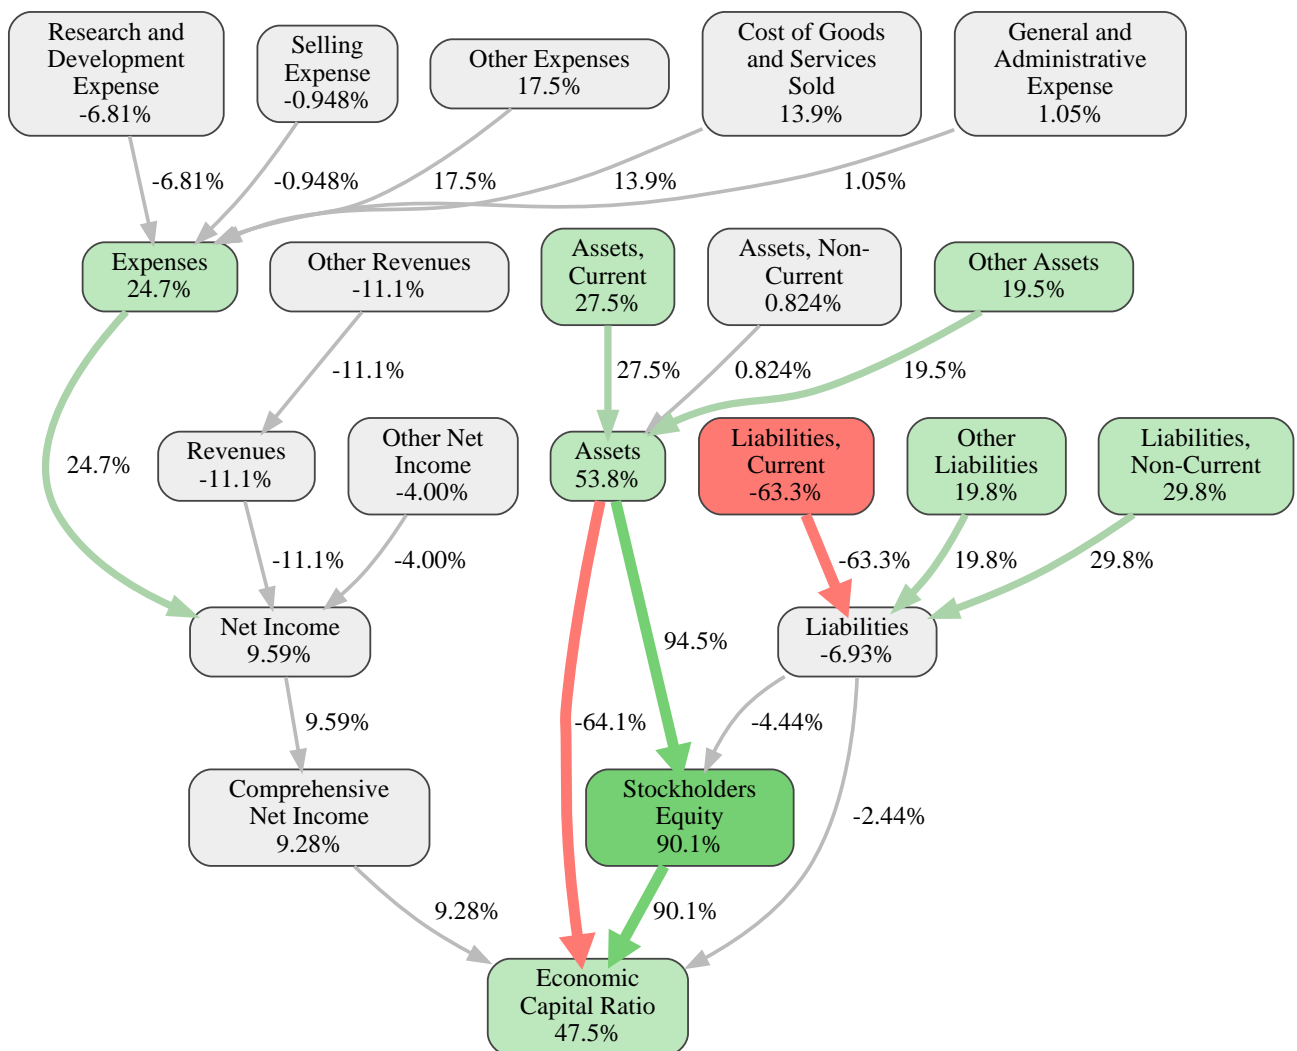 Research and
Development
Expense
-6.81%
Selling
Expense
-0.948%
Other Expenses
17.5%
Cost of Goods
and Services
Sold
13.9%
General and
Administrative
Expense
1.05%
-6.81%
-0.948%
17.5%
13.9%
1.05%
Expenses
24.7%
Other Revenues
-11.1%
Assets,
Current
27.5%
Assets, Non-
Current
0.824%
Other Assets
19.5%
-11.1%
27.5%
0.824%
19.5%
24.7%
Revenues
-11.1%
Other Net
Income
-4.00%
Assets
53.8%
Liabilities,
Current
-63.3%
Other
Liabilities
19.8%
Liabilities,
Non-Current
29.8%
-11.1%
-4.00%
-63.3%
19.8%
29.8%
Net Income
9.59%
94.5%
Liabilities
-6.93%
9.59%
-64.1%
-4.44%
Comprehensive
Net Income
9.28%
Stockholders
Equity
90.1%
-2.44%
9.28%
90.1%
Economic
Capital Ratio
47.5%